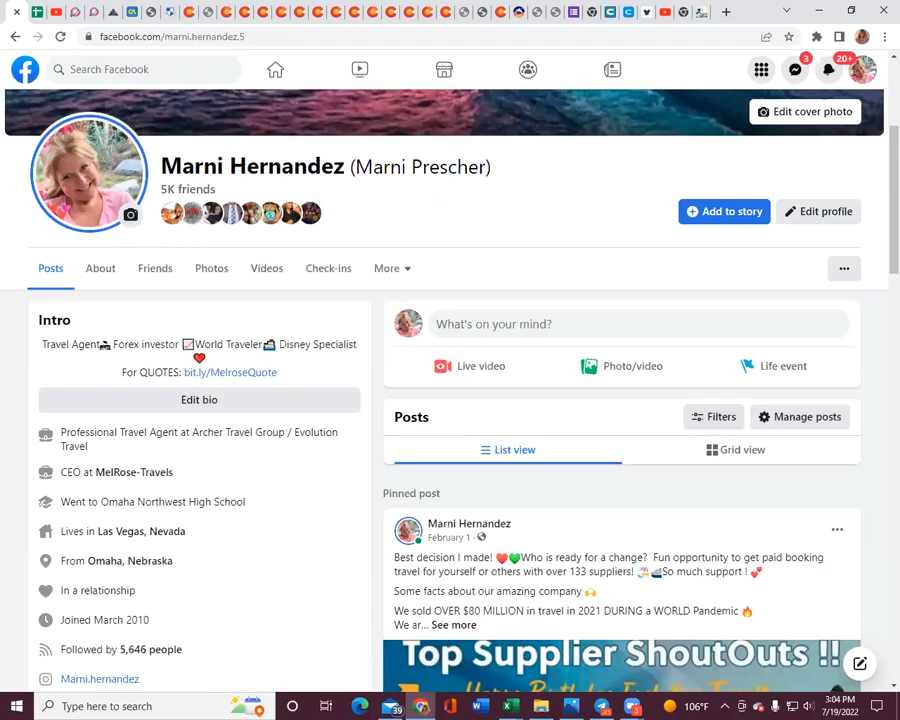 facebook.com/marni.hernandez.5
Search Facebook
3
20+
Edit cover photo
Marni Hernandez (Marni Prescher)
5K friends
Add to story
Edit profile
Posts About Friends Photos Videos Check-ins More
Intro
Travel Agent Forex investor World Traveler Disney Specialist
For QUOTES: bit.ly/MelroseQuote
Edit bio
Professional Travel Agent at Archer Travel Group / Evolution
Travel
CEO at MelRose-Travels
Went to Omaha Northwest High School
Lives in Las Vegas, Nevada
From Omaha, Nebraska
In a relationship
Joined March 2010
Followed by 5,646 people
Marni.hernandez
What's on your mind?
Live video Photo/video Life event
Posts
Filters
Manage posts
List view
Grid view
Pinned post
Marni Hernandez
February 1 ·
Best decision I made! Who is ready for a change? Fun opportunity to get paid booking
travel for yourself or others with over 133 suppliers! So much support !
Some facts about our amazing company
We sold OVER $80 MILLION in travel in 2021 DURING a WORLD Pandemic
We ar... See more
Top Supplier ShoutOuts !!
Type here to search
39
106°F
3:04 PM
7/19/2022